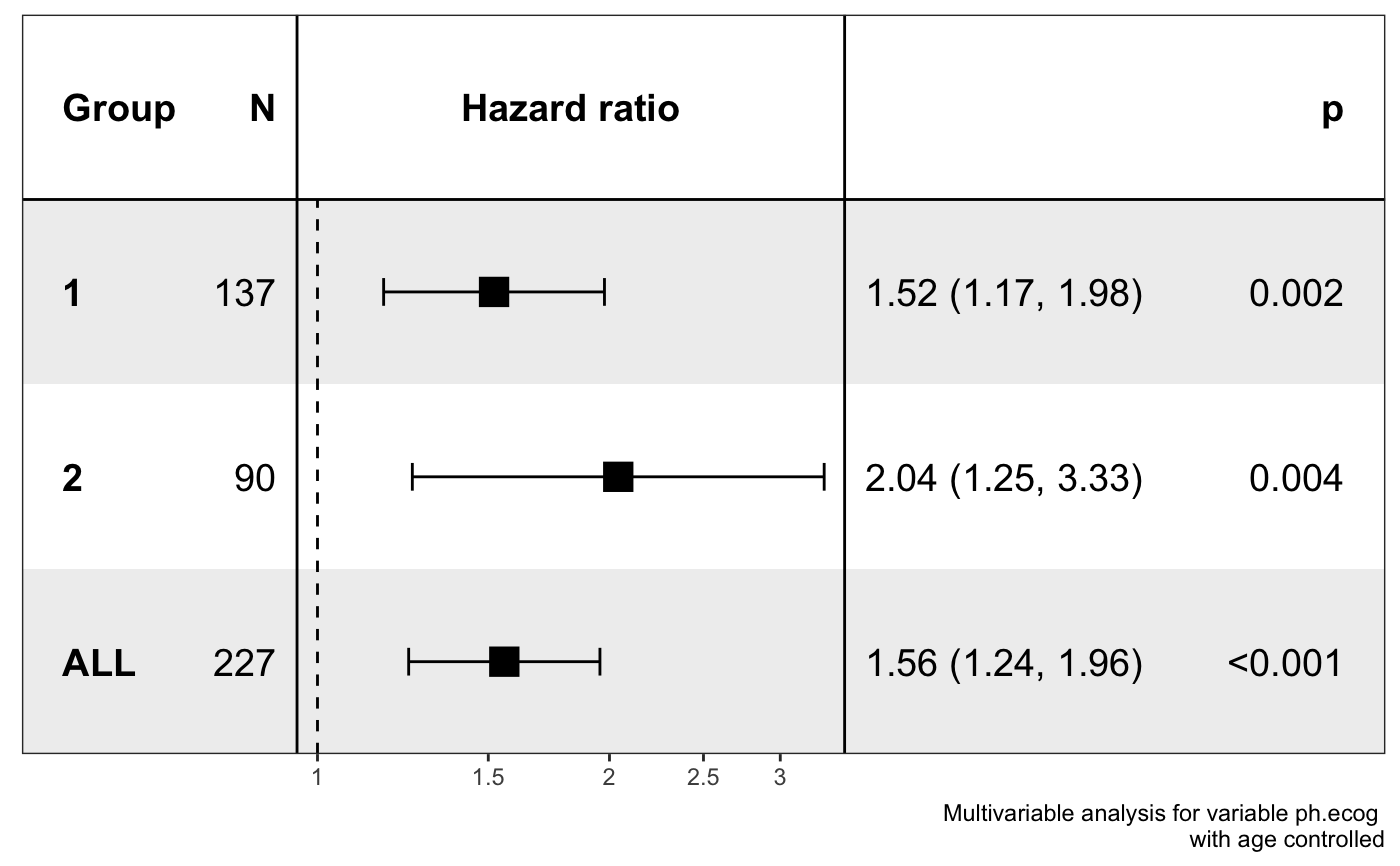 Group N Hazard ratio p
1 137 1.52 (1.17, 1.98) 0.002
2 90 2.04 (1.25, 3.33) 0.004
ALL 227 1.56 (1.24, 1.96) <0.001
1 1.5 2 2.5 3
Multivariable analysis for variable ph.ecog
with age controlled